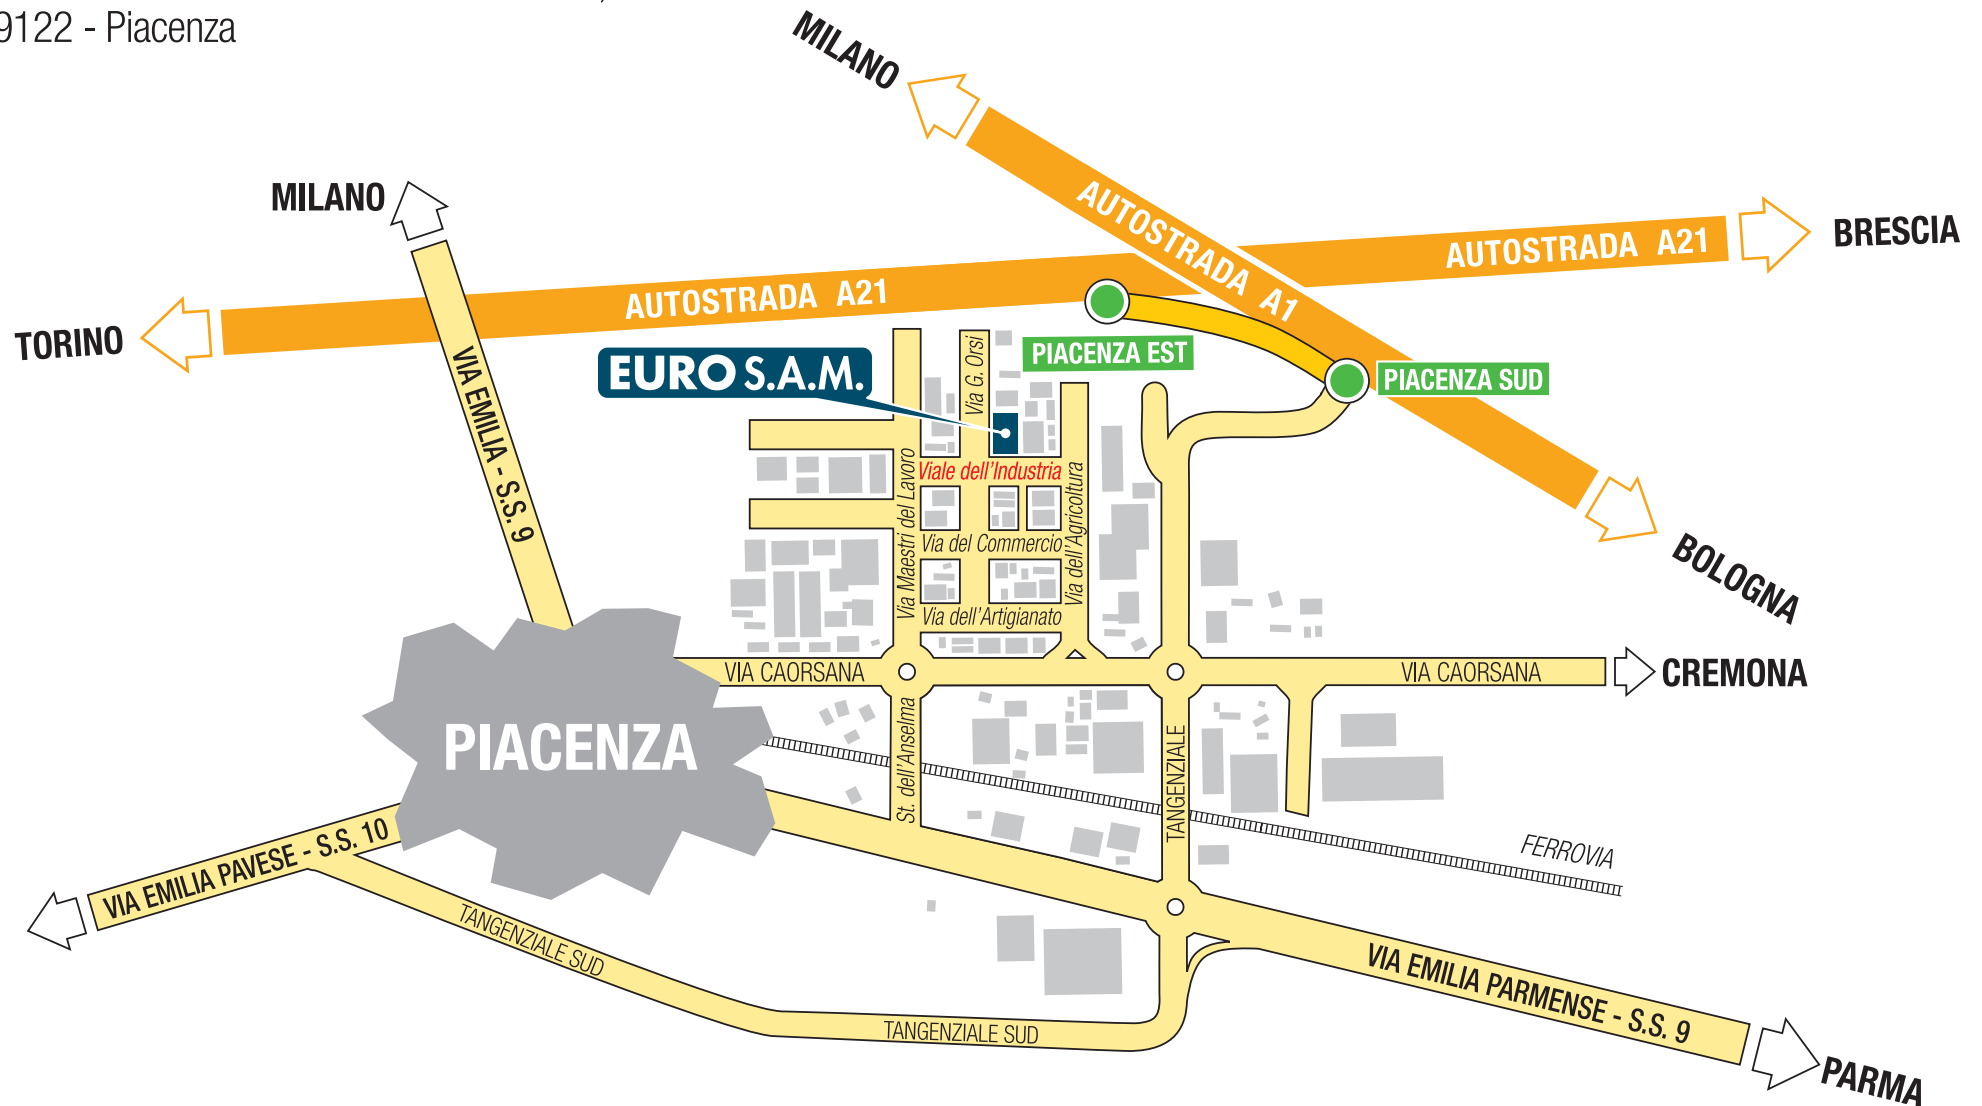 9122 - Piacenza
MILANO
MILANO
AUTOSTRADA A1
BRESCIA
AUTOSTRADA A21
AUTOSTRADA A21
TORINO
VIA EMILIA - S.S. 9
EURO S.A.M.
Via G. Orsi
PIACENZA EST
PIACENZA SUD
BOLOGNA
Viale dell'Industria
Via Maestri del Lavoro
Via dell'Agricoltura
Via del Commercio
Via dell'Artigianato
VIA CAORSANA
VIA CAORSANA
CREMONA
PIACENZA
St. dell'Anselma
TANGENZIALE
FERROVIA
VIA EMILIA PAVESE - S.S. 10
TANGENZIALE SUD
TANGENZIALE SUD
VIA EMILIA PARMENSE - S.S. 9
PARMA